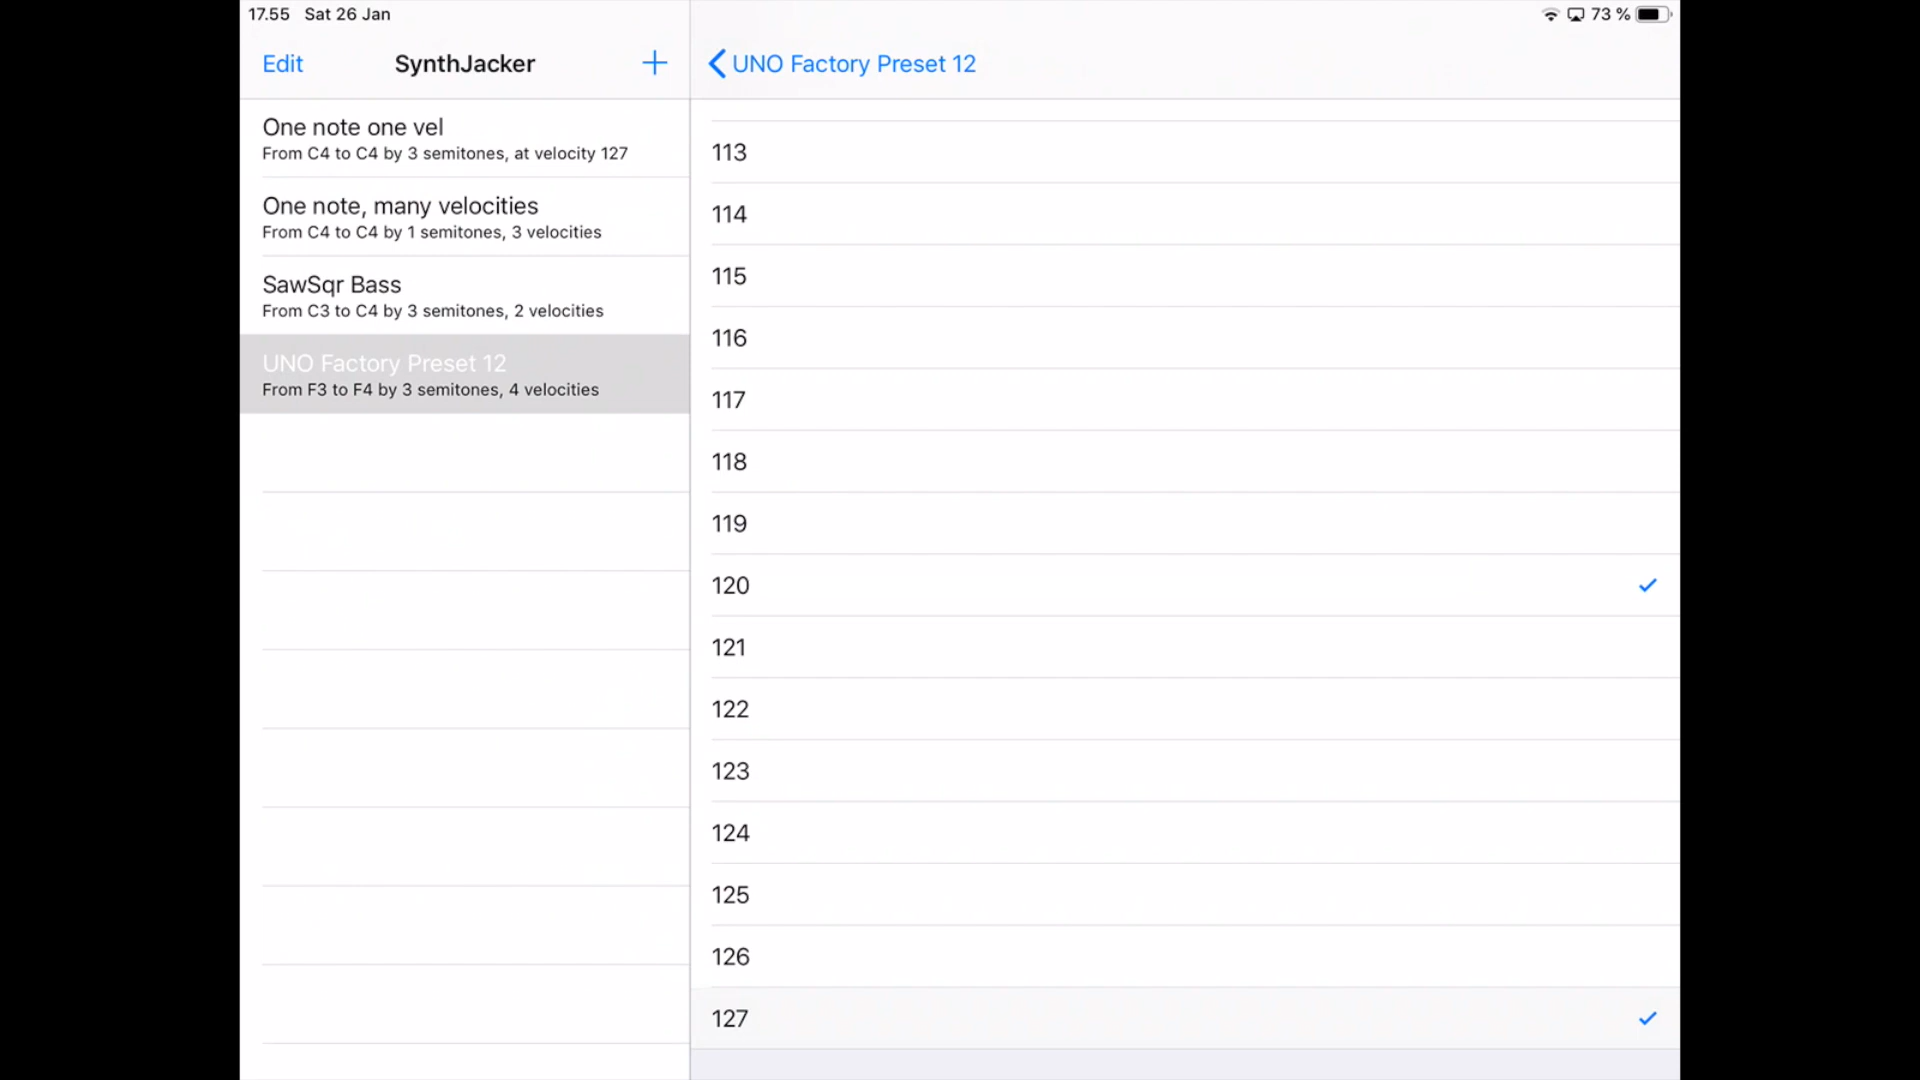 17.55 Sat 26 Jan
73 %
Edit
SynthJacker
UNO Factory Preset 12
One note one vel
From C4 to C4 by 3 semitones, at velocity 127
One note, many velocities
From C4 to C4 by 1 semitones, 3 velocities
SawSqr Bass
From C3 to C4 by 3 semitones, 2 velocities
UNO Factory Preset 12
From F3 to F4 by 3 semitones, 4 velocities
113
114
115
116
117
118
119
120
121
122
123
124
125
126
127